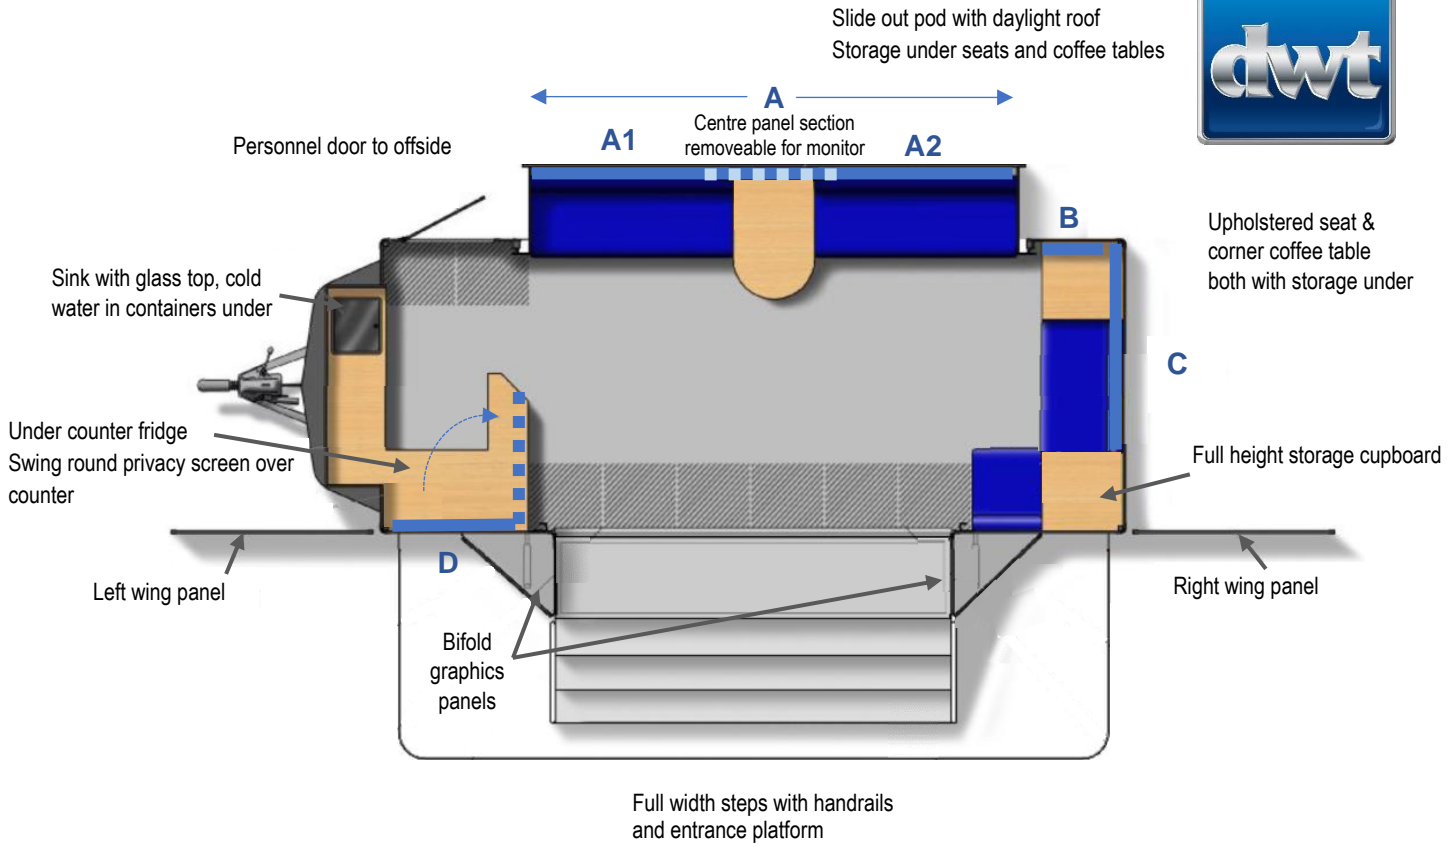 Slide out pod with daylight roof
Storage under seats and coffee tables
dwt
A
Centre panel section
removeable for monitor
A1
A2
Personnel door to offside
B
Upholstered seat &
corner coffee table
both with storage under
Sink with glass top, cold
water in containers under
C
Under counter fridge
Swing round privacy screen over
counter
Full height storage cupboard
D
Left wing panel
Right wing panel
Bifold
graphics
panels
Full width steps with handrails
and entrance platform